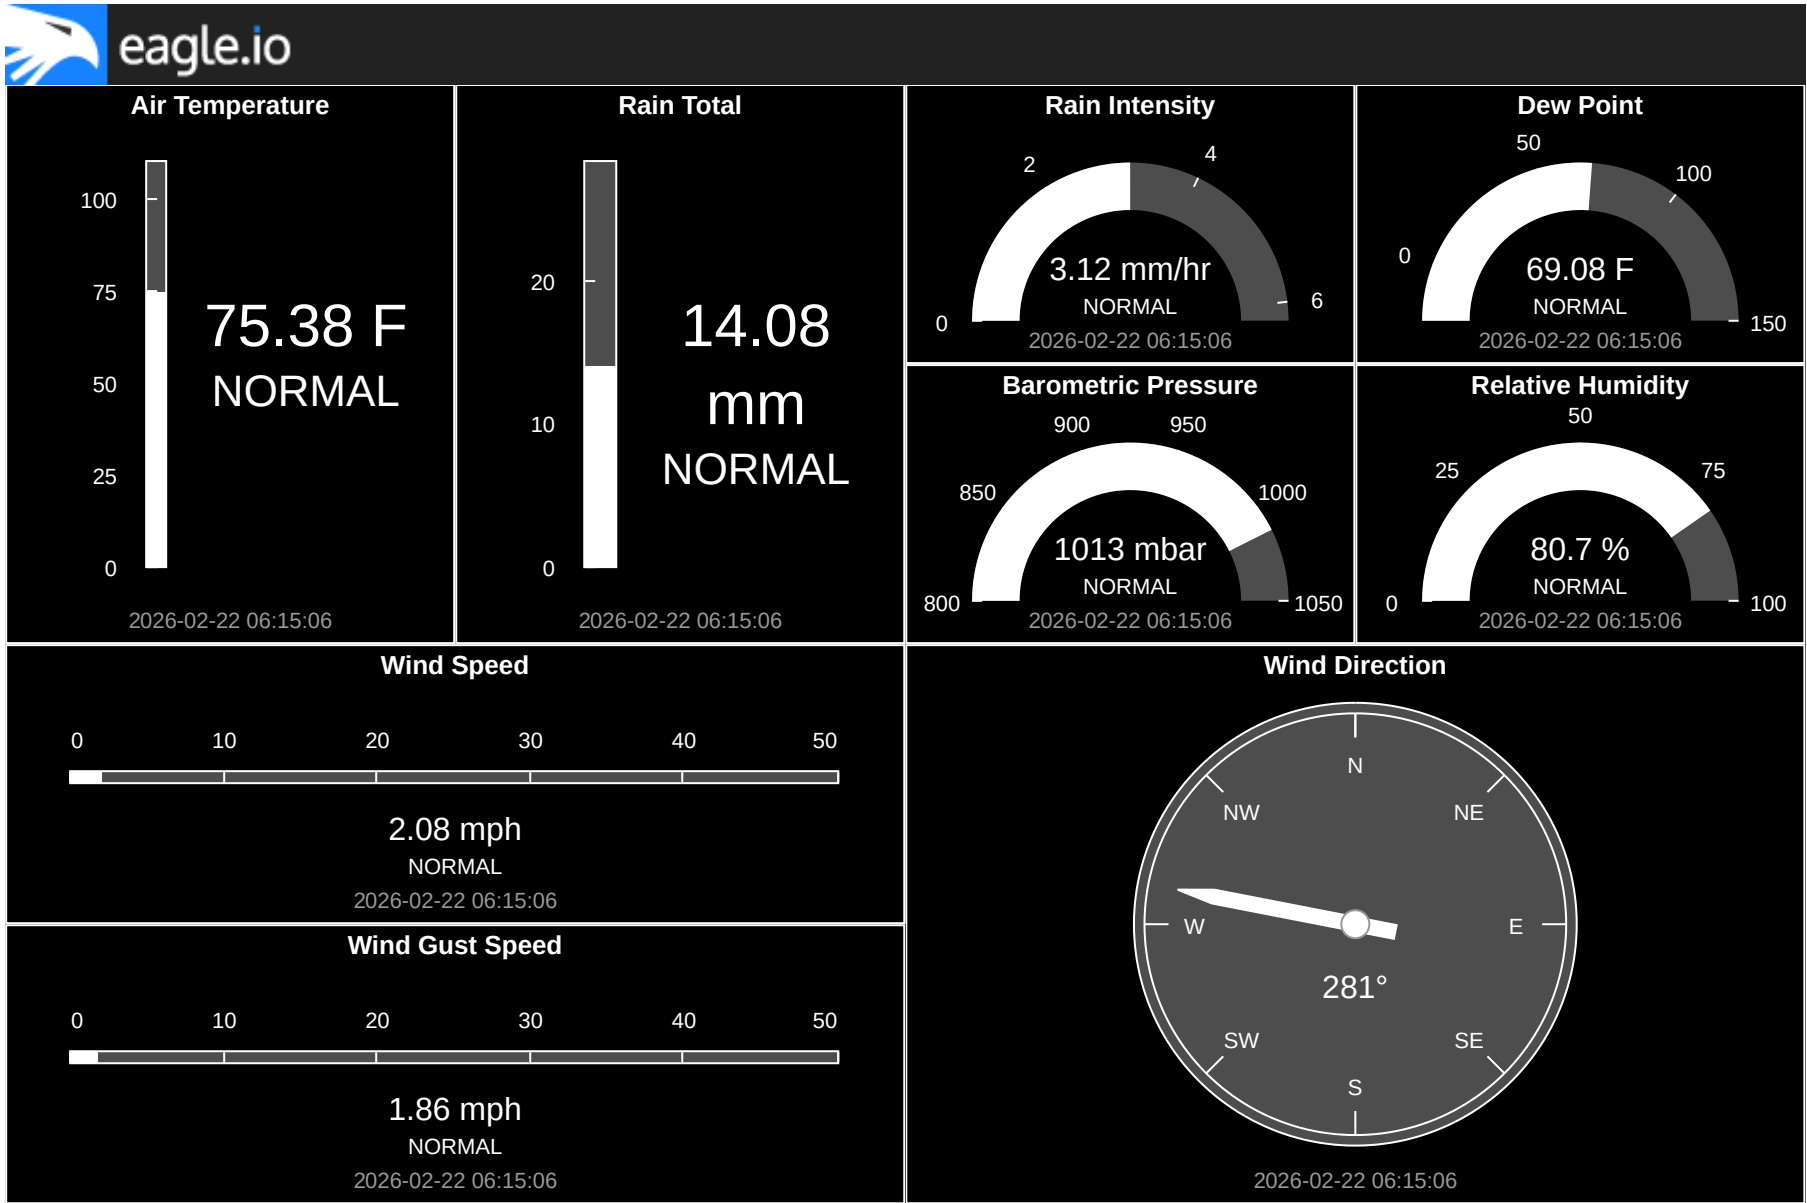 eagle.io
Air Temperature
100
75
50
25
0
75.38 F
NORMAL
2026-02-22 06:15:06
Rain Total
20
10
0
14.08
mm
NORMAL
2026-02-22 06:15:06
Rain Intensity
0
2
4
6
3.12 mm/hr
NORMAL
2026-02-22 06:15:06
Dew Point
0
50
100
150
69.08 F
NORMAL
2026-02-22 06:15:06
Barometric Pressure
800
850
900
950
1000
1050
1013 mbar
NORMAL
2026-02-22 06:15:06
Relative Humidity
0
25
50
75
100
80.7 %
NORMAL
2026-02-22 06:15:06
Wind Speed
0 10 20 30 40 50
2.08 mph
NORMAL
2026-02-22 06:15:06
Wind Gust Speed
0 10 20 30 40 50
1.86 mph
NORMAL
2026-02-22 06:15:06
Wind Direction
N
NW NE
W E
281°
SW SE
S
2026-02-22 06:15:06